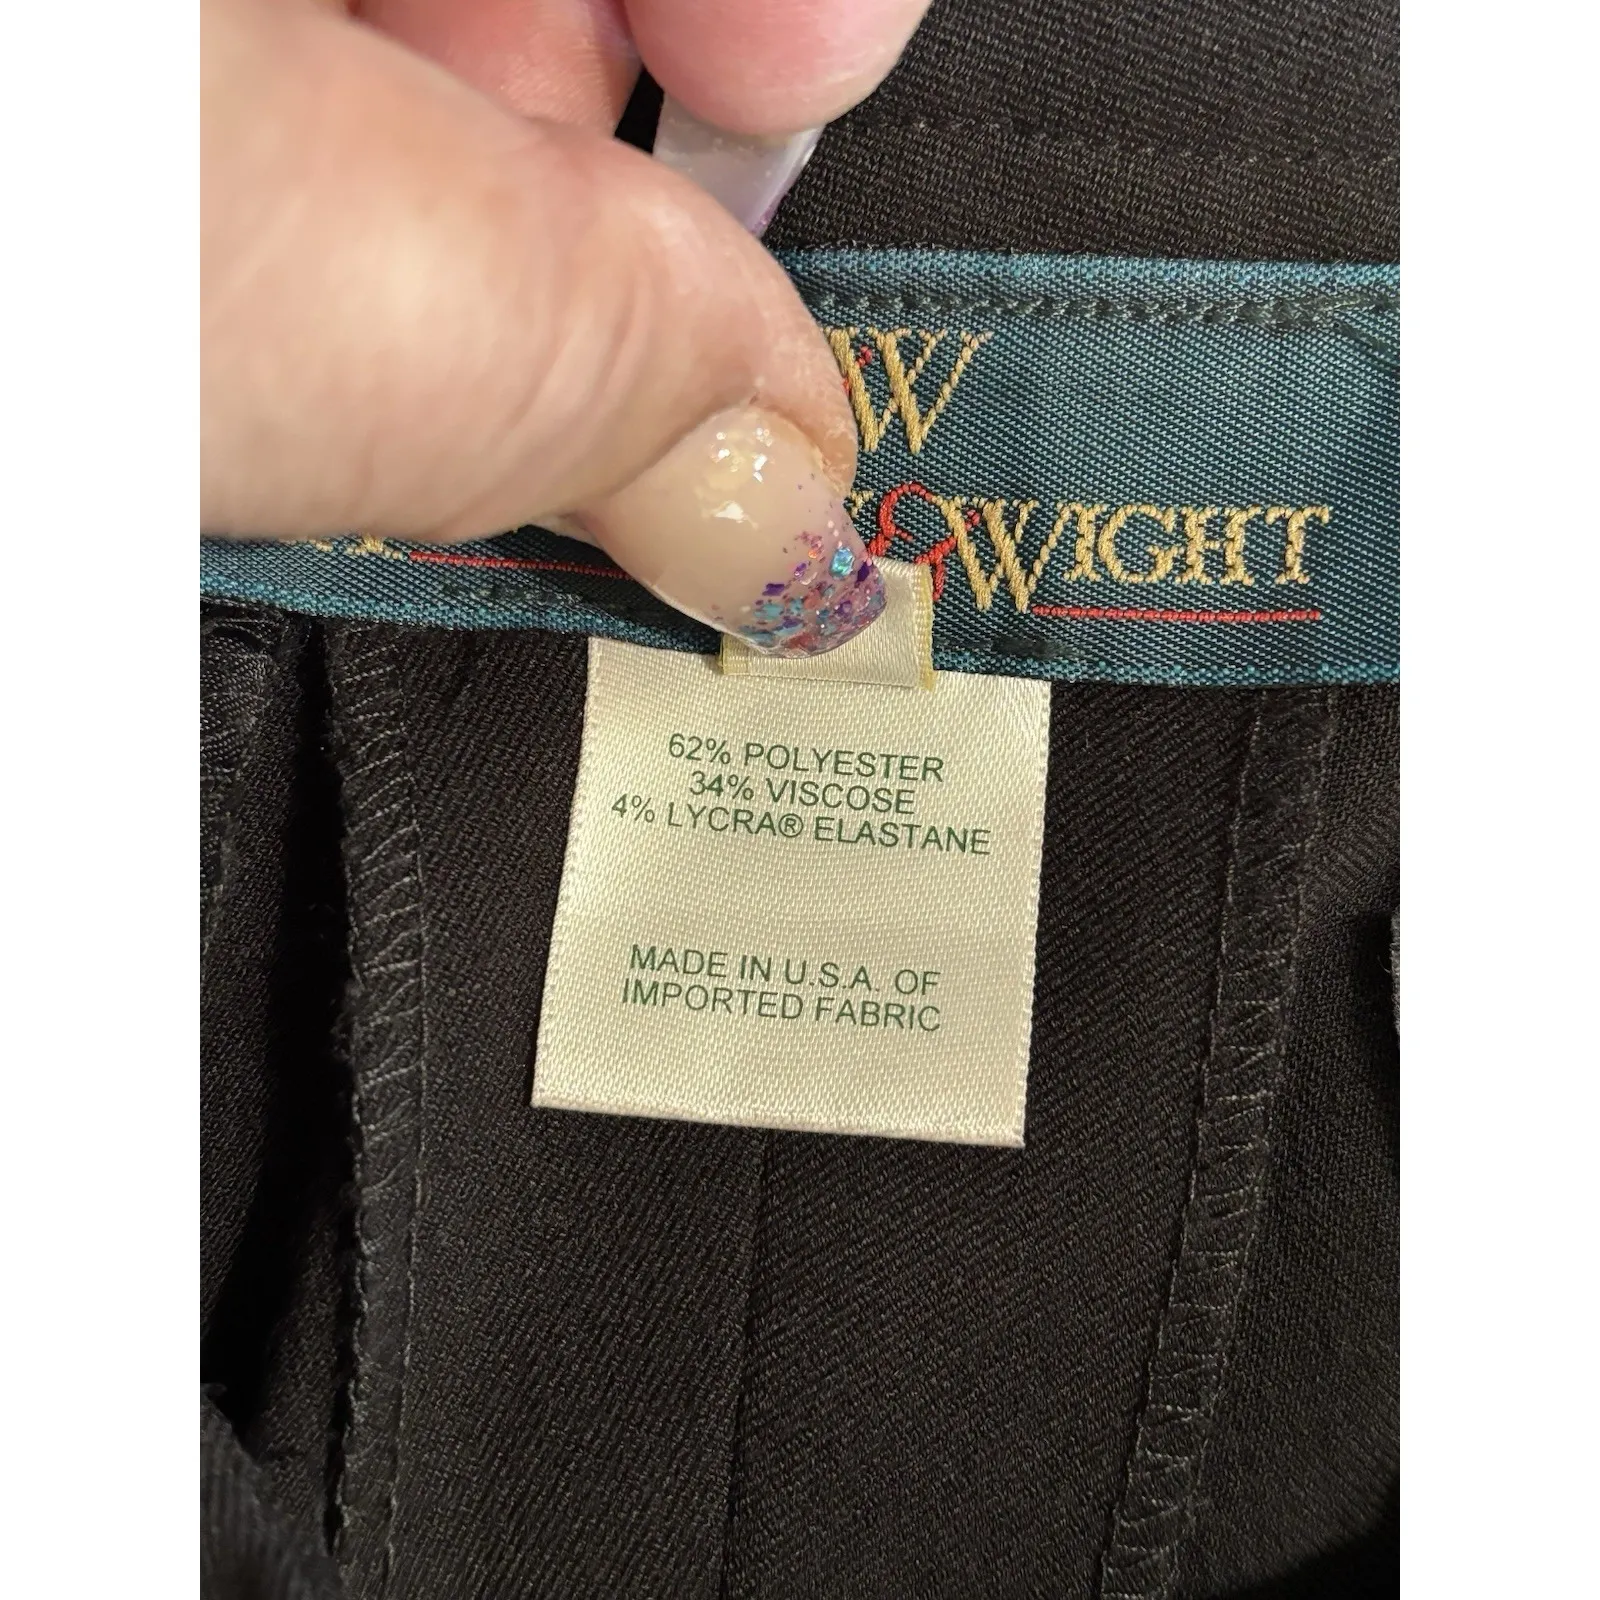 W
& WIGHT
62% POLYESTER
34% VISCOSE
4% LYCRA® ELASTANE
MADE IN U.S.A. OF
IMPORTED FABRIC